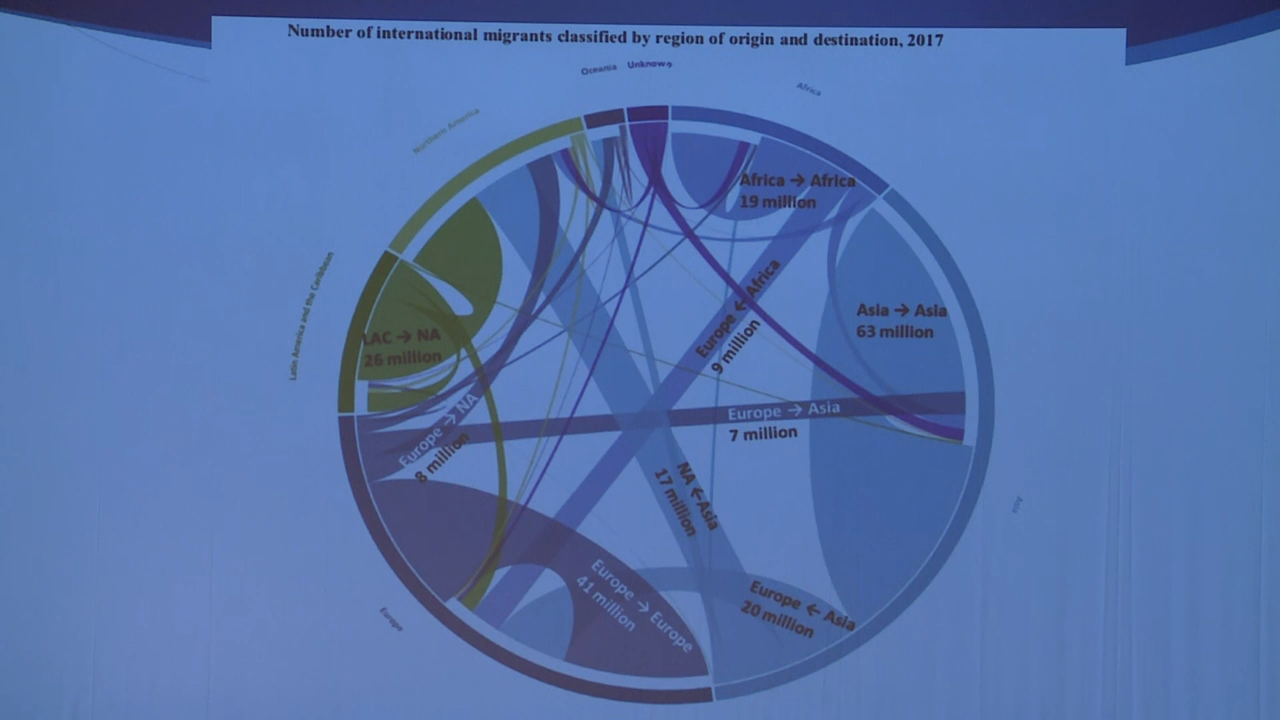 Number of international migrants classified by region of origin and destination, 2017
Oceania
Unknown
Africa
Northern America
Latin America and the Caribbean
Europe
Asia
Africa → Africa
19 million
Asia → Asia
63 million
Europe ← Africa
9 million
LAC → NA
26 million
Europe → NA
8 million
Europe → Asia
7 million
NA ← Asia
17 million
Europe → Europe
41 million
Europe ← Asia
20 million